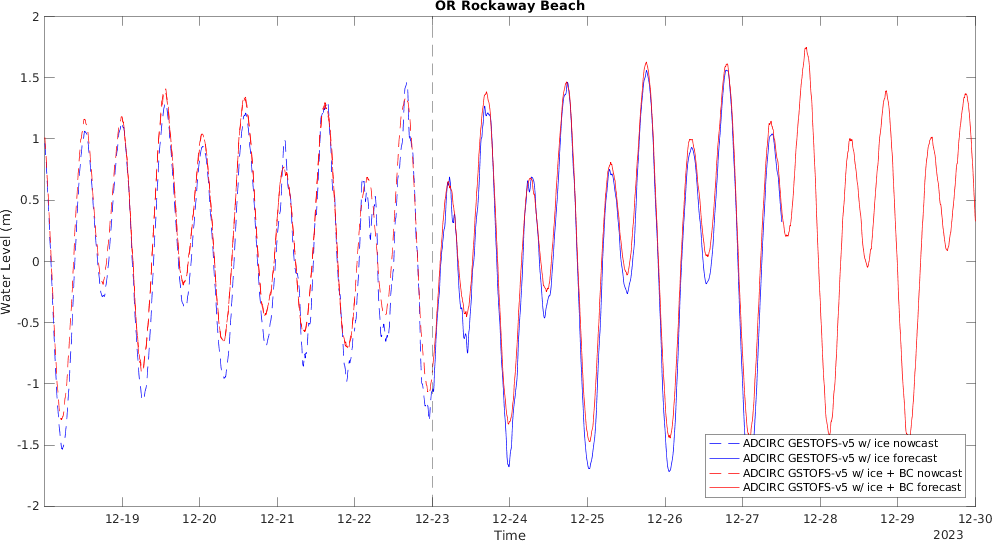 OR Rockaway Beach
2
1.5
1
0.5
0
-0.5
-1
-1.5
-2
Water Level (m)
ADCIRC GESTOFS-v5 w/ ice nowcast
ADCIRC GESTOFS-v5 w/ ice forecast
ADCIRC GSTOFS-v5 w/ ice + BC nowcast
ADCIRC GSTOFS-v5 w/ ice + BC forecast
12-19 12-20 12-21 12-22 12-23 12-24 12-25 12-26 12-27 12-28 12-29 12-30
Time
2023